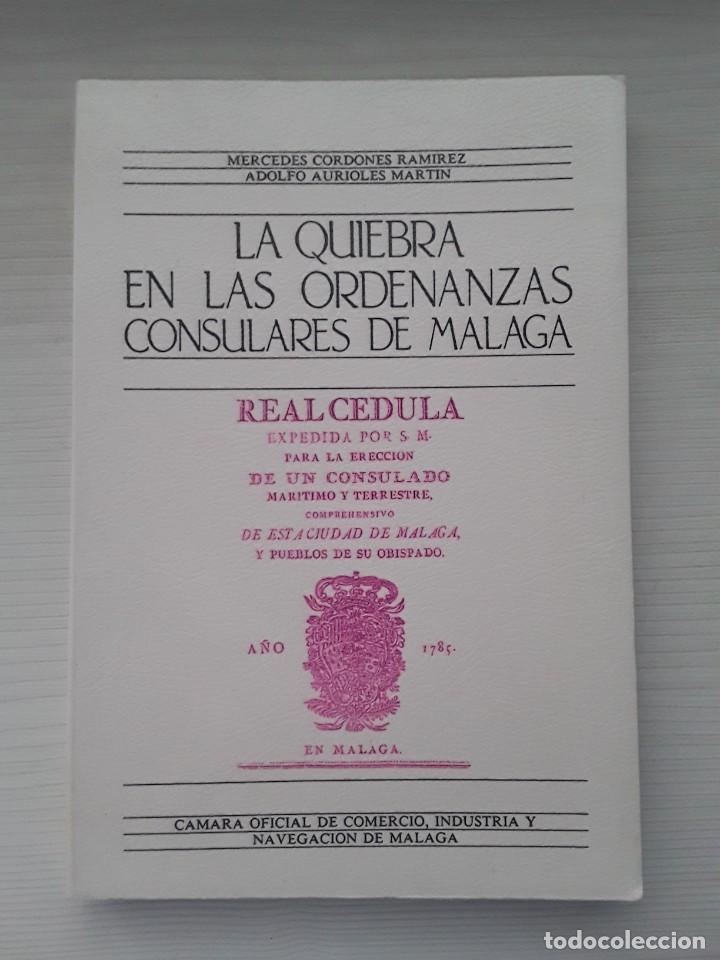 MERCEDES CORDONES RAMIREZ
ADOLFO AURIOLES MARTIN
LA QUIEBRA
EN LAS ORDENANZAS
CONSULARES DE MALAGA
REAL CEDULA
EXPEDIDA POR S. M.
PARA LA ERECCION
DE UN CONSULADO
MARITIMO Y TERRESTRE,
COMPREHENSIVO
DE ESTA CIUDAD DE MALAGA,
Y PUEBLOS DE SU OBISPADO.
AÑO 1785.
EN MALAGA.
CAMARA OFICIAL DE COMERCIO, INDUSTRIA Y
NAVEGACION DE MALAGA
todocoleccion